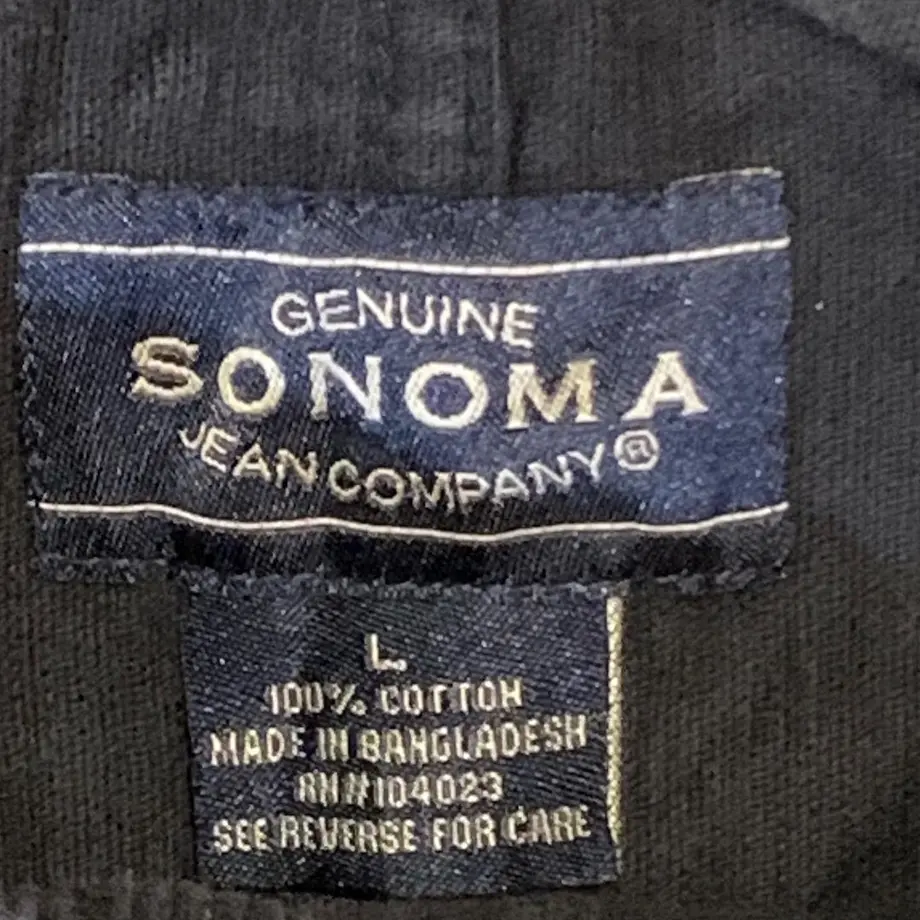 GENUINE
SONOMA
JEAN COMPANY®
L
100% COTTON
MADE IN BANGLADESH
RN#104023
SEE REVERSE FOR CARE